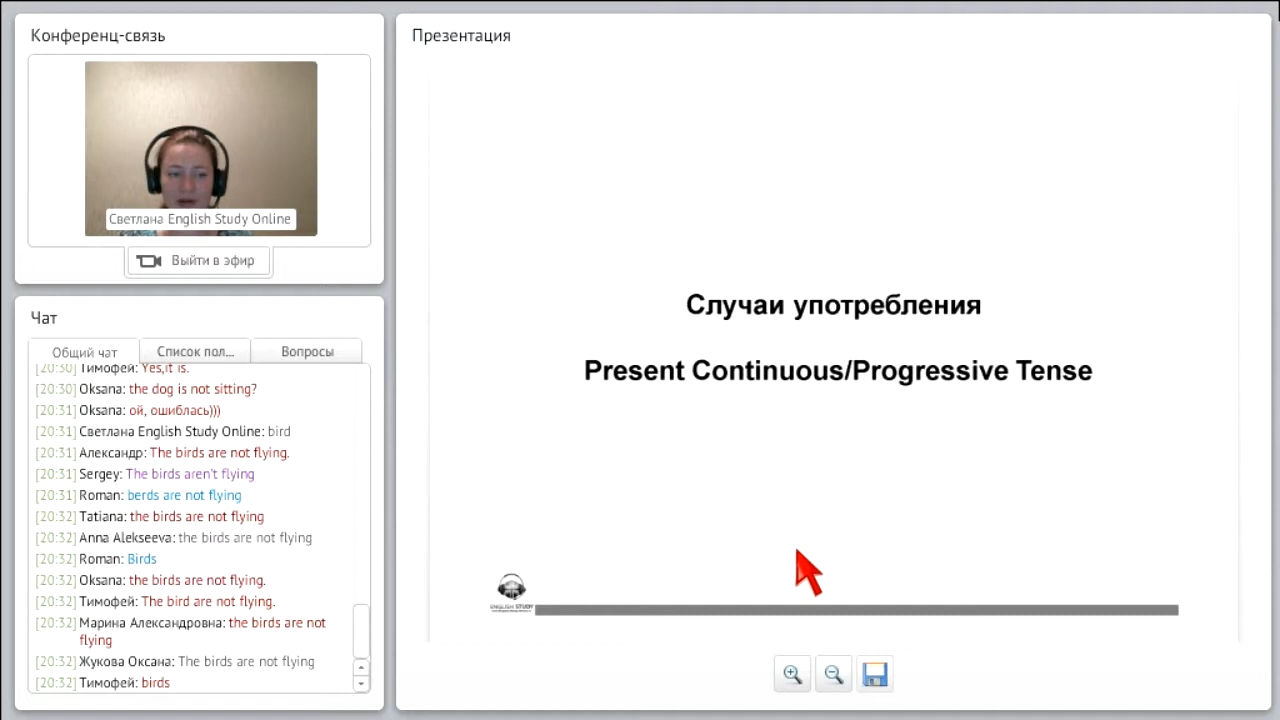 Конференц-связь
Светлана English Study Online
Выйти в эфир
Чат
Общий чат
Список пол...
Вопросы
[20:30] Тимофей: Yes,it is.
[20:30] Oksana: the dog is not sitting?
[20:31] Oksana: ой, ошиблась)))
[20:31] Светлана English Study Online: bird
[20:31] Александр: The birds are not flying.
[20:31] Sergey: The birds aren't flying
[20:31] Roman: berds are not flying
[20:32] Tatiana: the birds are not flying
[20:32] Anna Alekseeva: the birds are not flying
[20:32] Roman: Birds
[20:32] Oksana: the birds are not flying.
[20:32] Тимофей: The bird are not flying.
[20:32] Марина Александровна: the birds are not
flying
[20:32] Жукова Оксана: The birds are not flying
[20:32] Тимофей: birds
Презентация
Случаи употребления
Present Continuous/Progressive Tense
ENGLISH STUDY